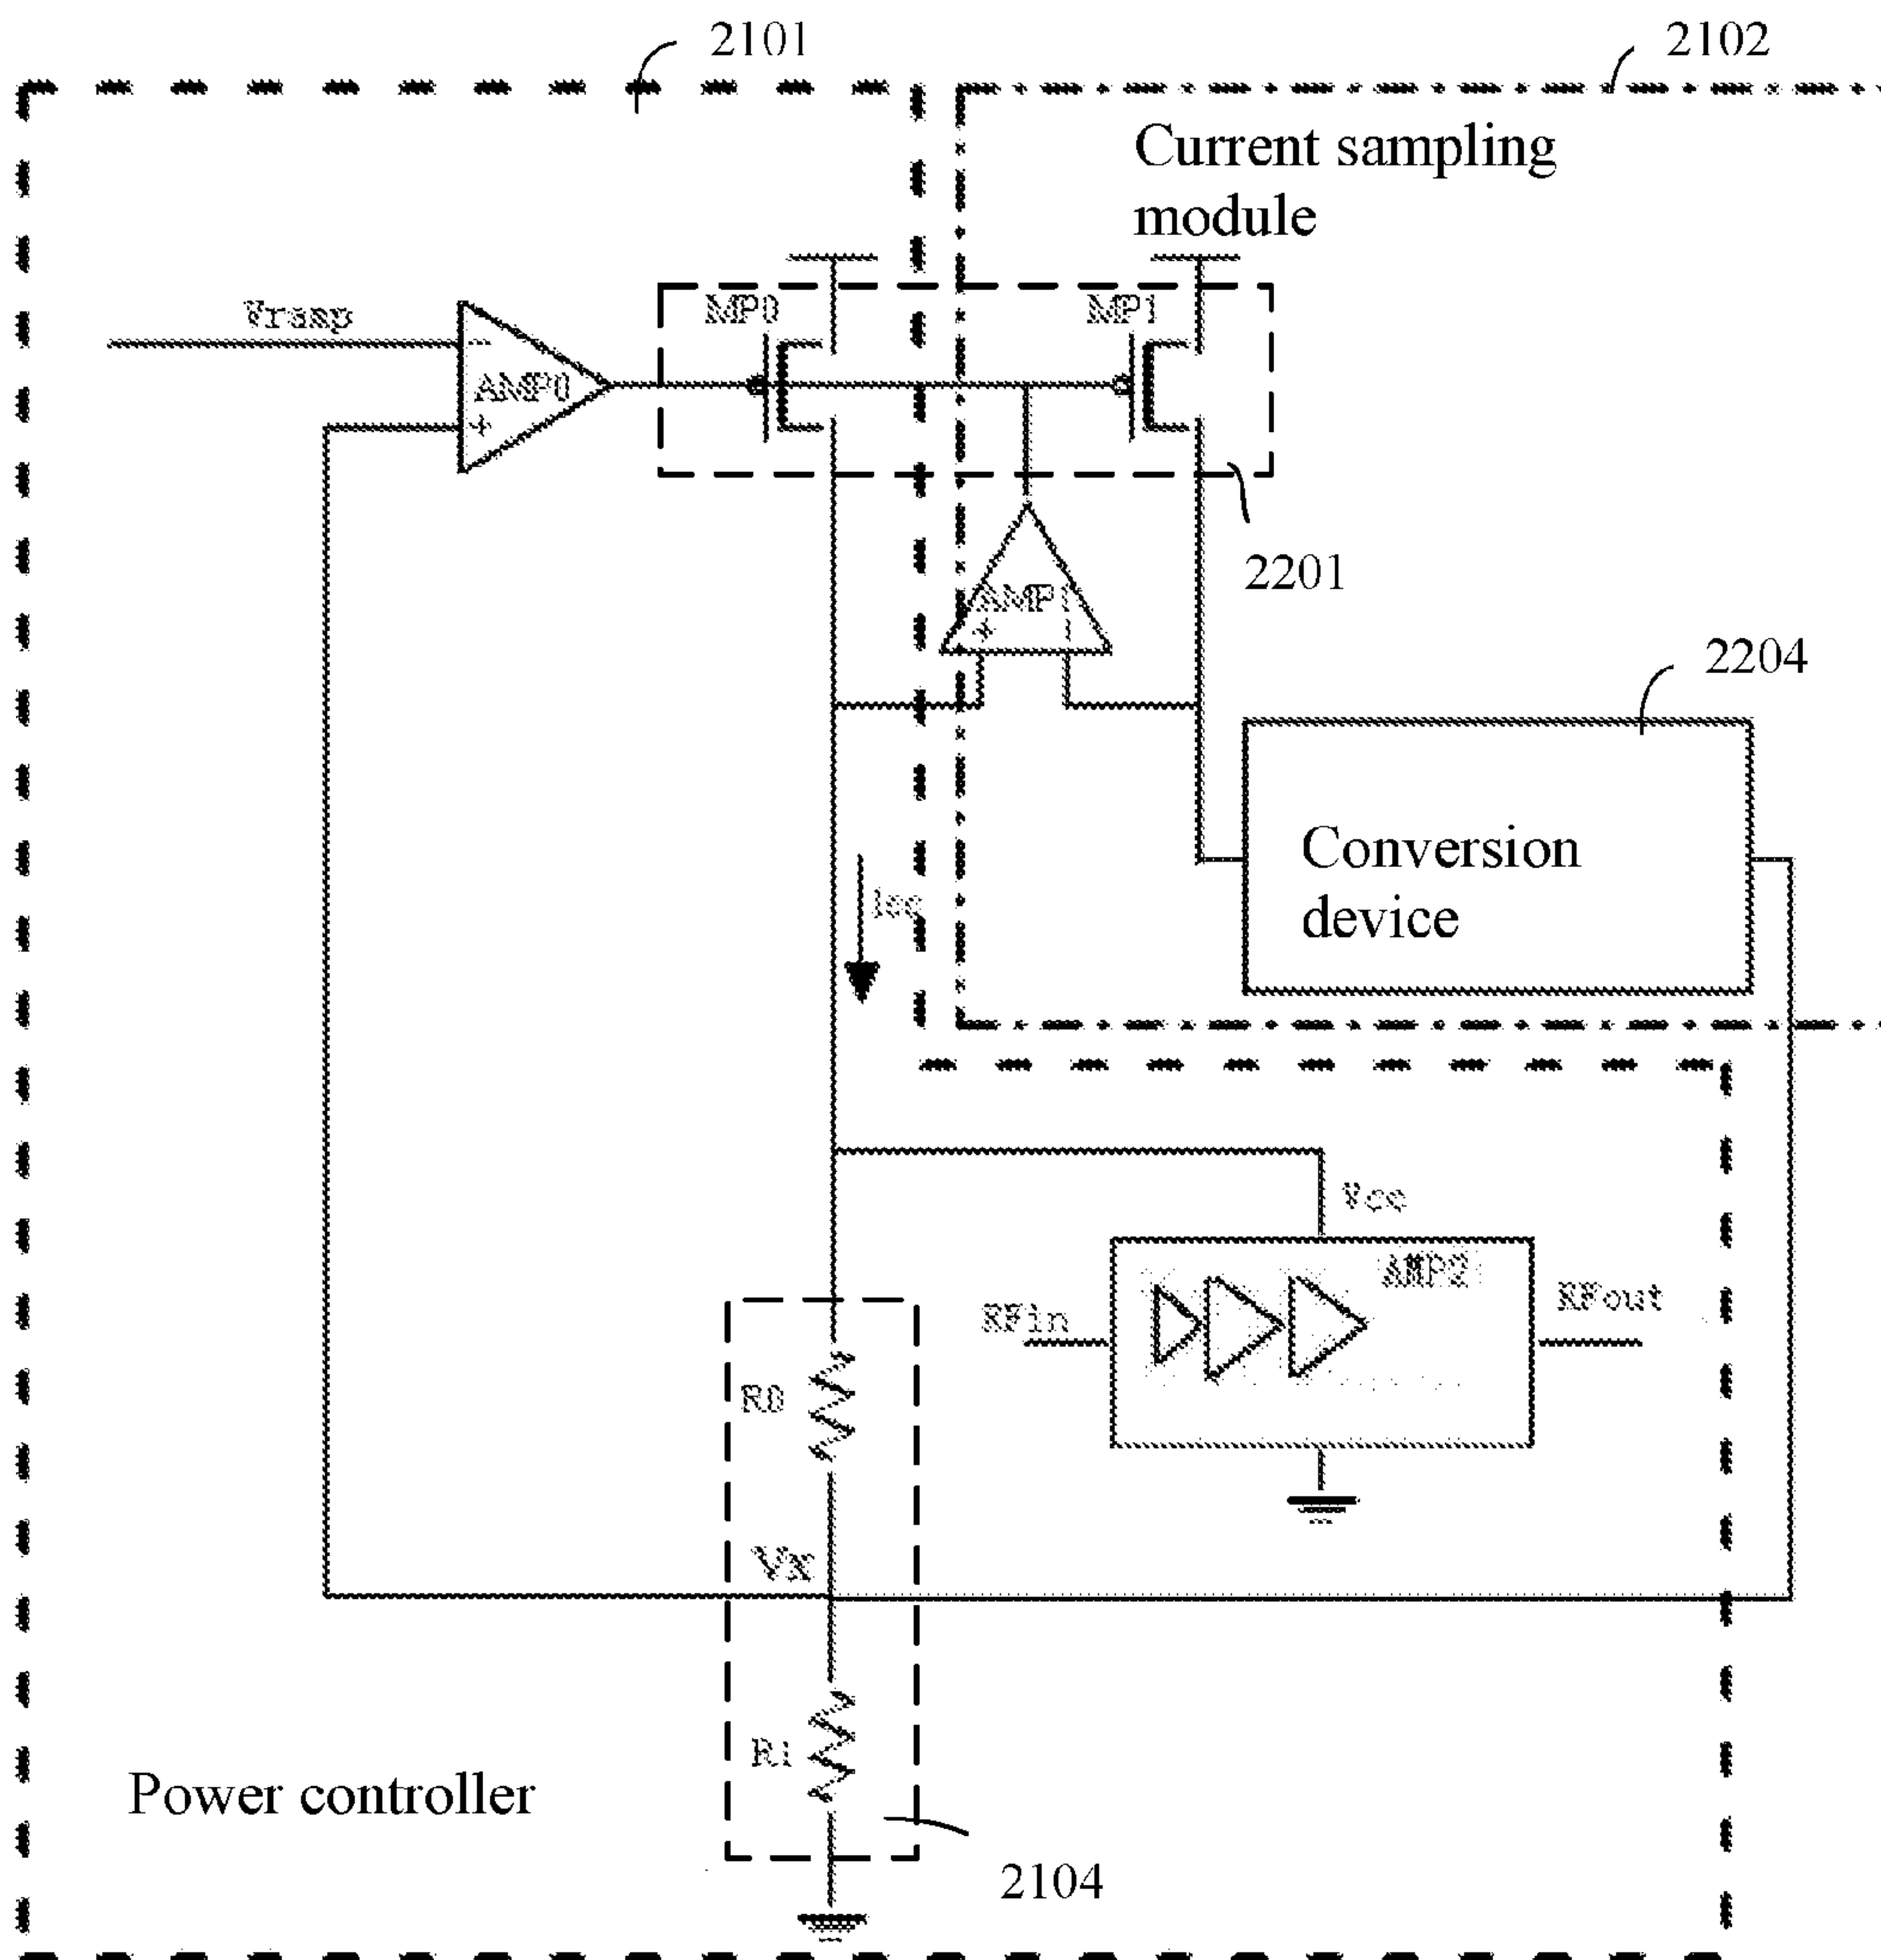 2101
2102
Current sampling
module
MP0
MP1
AMP0
-
+
AMP1
+
2201
2204
Conversion
device
Icc
Vcc
AMP2
RFin
RFout
R0
Vx
R1
Power controller
2104